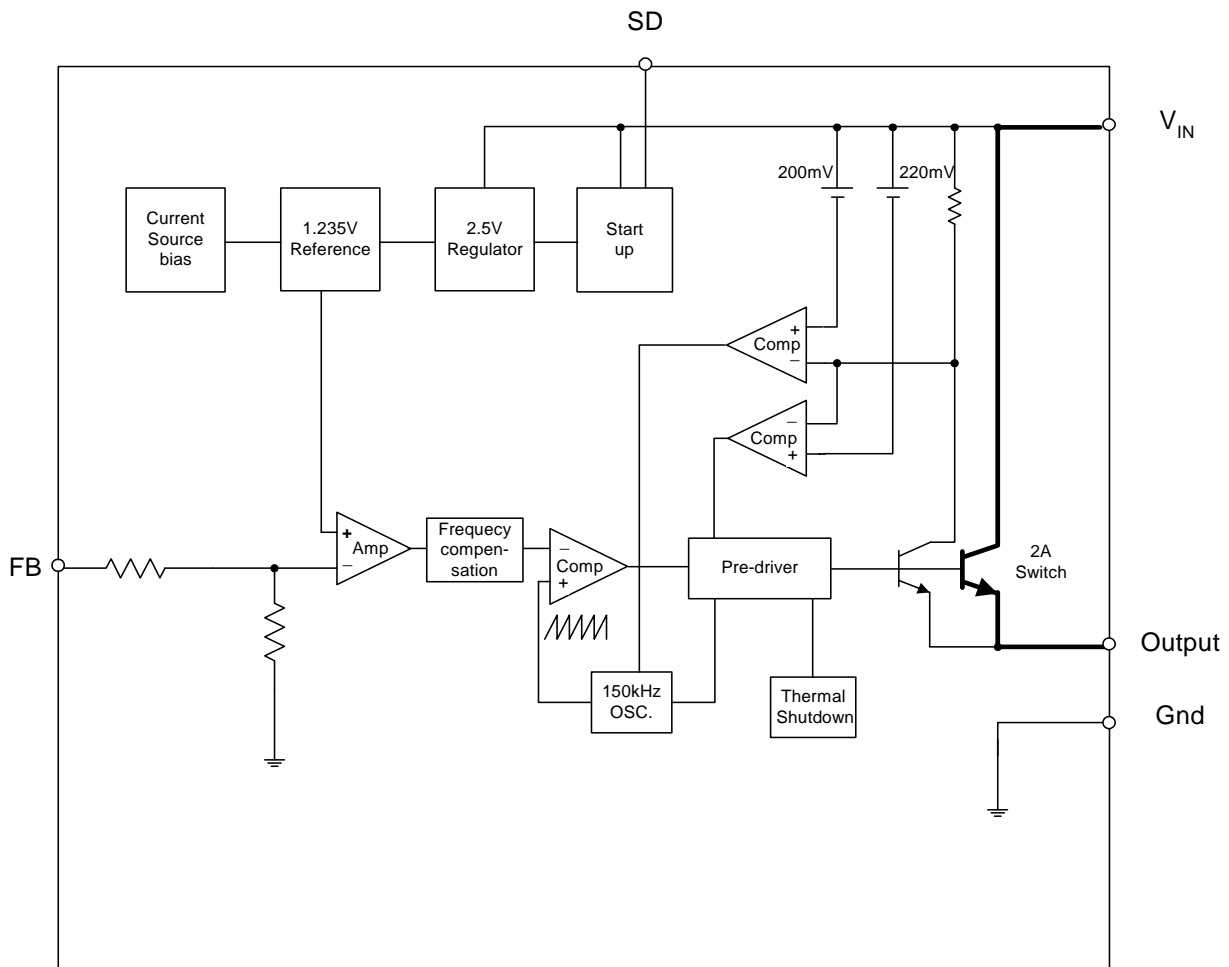 SD
V_IN
200mV
220mV
Current
Source
bias
1.235V
Reference
2.5V
Regulator
Start
up
+
Comp
−
−
Comp
+
+
Amp
−
Frequecy
compen-
sation
−
Comp
+
Pre-driver
2A
Switch
FB
Output
150kHz
OSC.
Thermal
Shutdown
Gnd